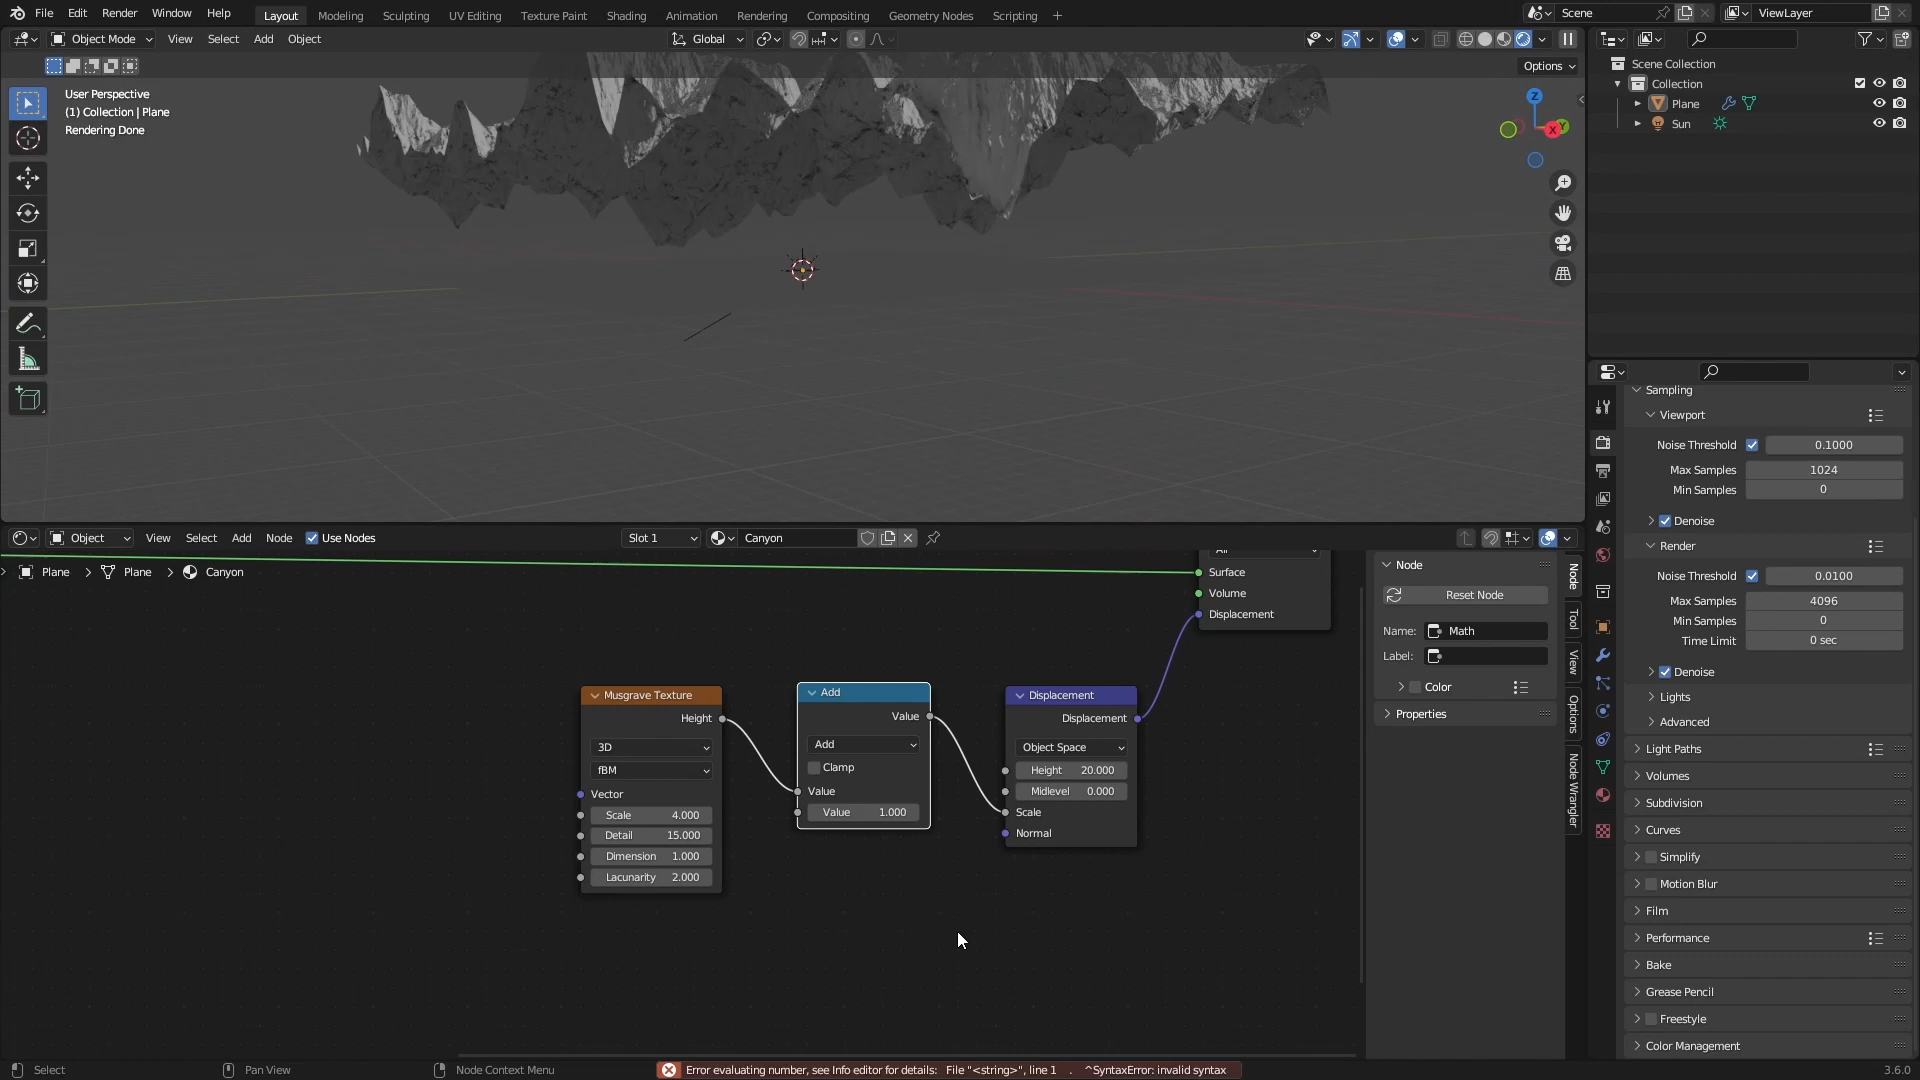 File Edit Render Window Help
Layout Modeling Sculpting UV Editing Texture Paint Shading Animation Rendering Compositing Geometry Nodes Scripting +
Scene
ViewLayer
Object Mode View Select Add Object
Global
Options
User Perspective
(1) Collection | Plane
Rendering Done
Z
X
Y
Scene Collection
Collection
Plane
Sun
Sampling
Viewport
Noise Threshold 0.1000
Max Samples 1024
Min Samples 0
Denoise
Render
Noise Threshold 0.0100
Max Samples 4096
Min Samples 0
Time Limit 0 sec
Denoise
Lights
Advanced
Light Paths
Volumes
Subdivision
Curves
Simplify
Motion Blur
Film
Performance
Bake
Grease Pencil
Freestyle
Color Management
Object View Select Add Node Use Nodes
Slot 1
Canyon
Plane > Plane > Canyon
Surface
Volume
Displacement
Musgrave Texture
Height
3D
fBM
Vector
Scale 4.000
Detail 15.000
Dimension 1.000
Lacunarity 2.000
Add
Value
Add
Clamp
Value
Value 1.000
Displacement
Displacement
Object Space
Height 20.000
Midlevel 0.000
Scale
Normal
Node
Reset Node
Name: Math
Label:
Color
Properties
Node
Tool
View
Options
Node Wrangler
Select Pan View Node Context Menu
Error evaluating number, see Info editor for details: File "<string>", line 1 . ^SyntaxError: invalid syntax
3.6.0